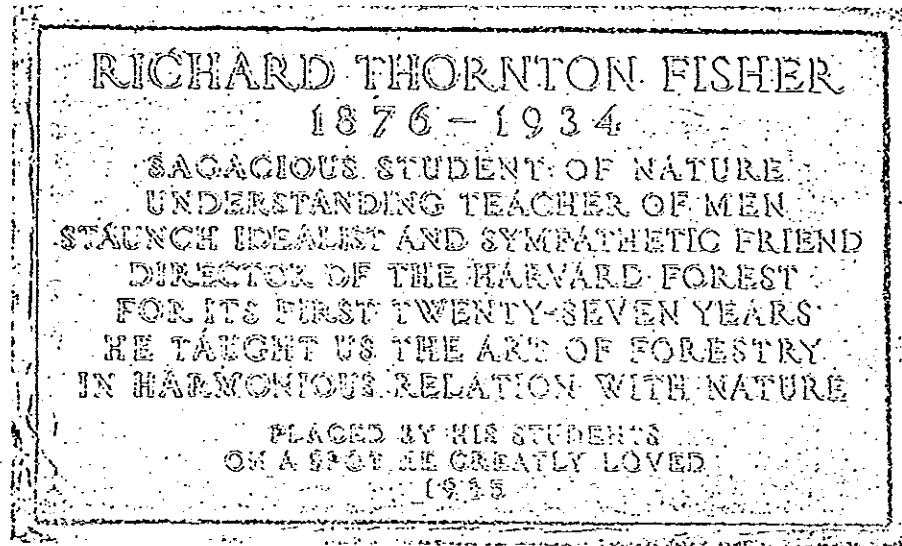 RICHARD THORNTON FISHER
1876-1934
SAGACIOUS STUDENT OF NATURE
UNDERSTANDING TEACHER OF MEN
STAUNCH IDEALIST AND SYMPATHETIC FRIEND
DIRECTOR OF THE HARVARD FOREST
FOR ITS FIRST TWENTY-SEVEN YEARS
HE TAUGHT US THE ART OF FORESTRY
IN HARMONIOUS RELATION WITH NATURE
PLACED BY HIS STUDENTS
ON A SPOT HE GREATLY LOVED
1935